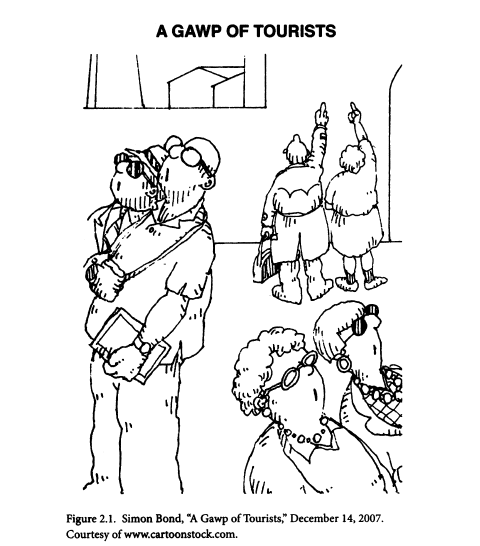 A GAWP OF TOURISTS
Figure 2.1. Simon Bond, “A Gawp of Tourists,” December 14, 2007.
Courtesy of www.cartoonstock.com.